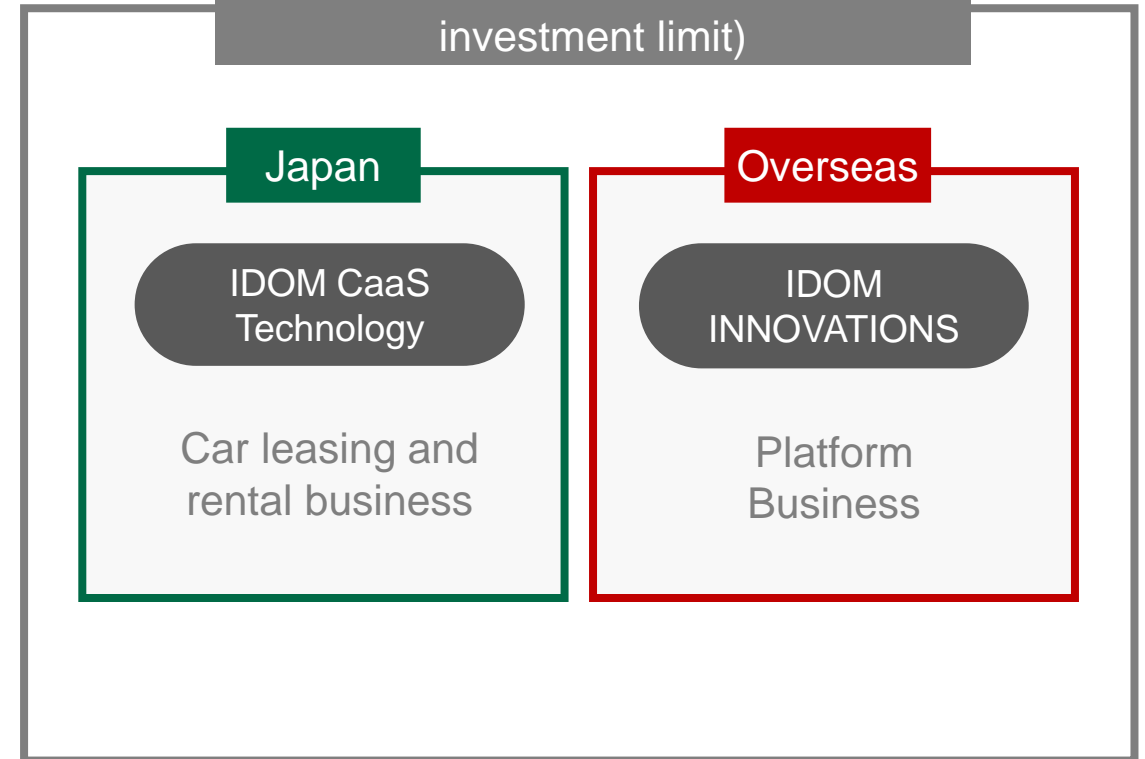 investment limit)
Japan
IDOM CaaS
Technology
Car leasing and
rental business
Overseas
IDOM
INNOVATIONS
Platform
Business